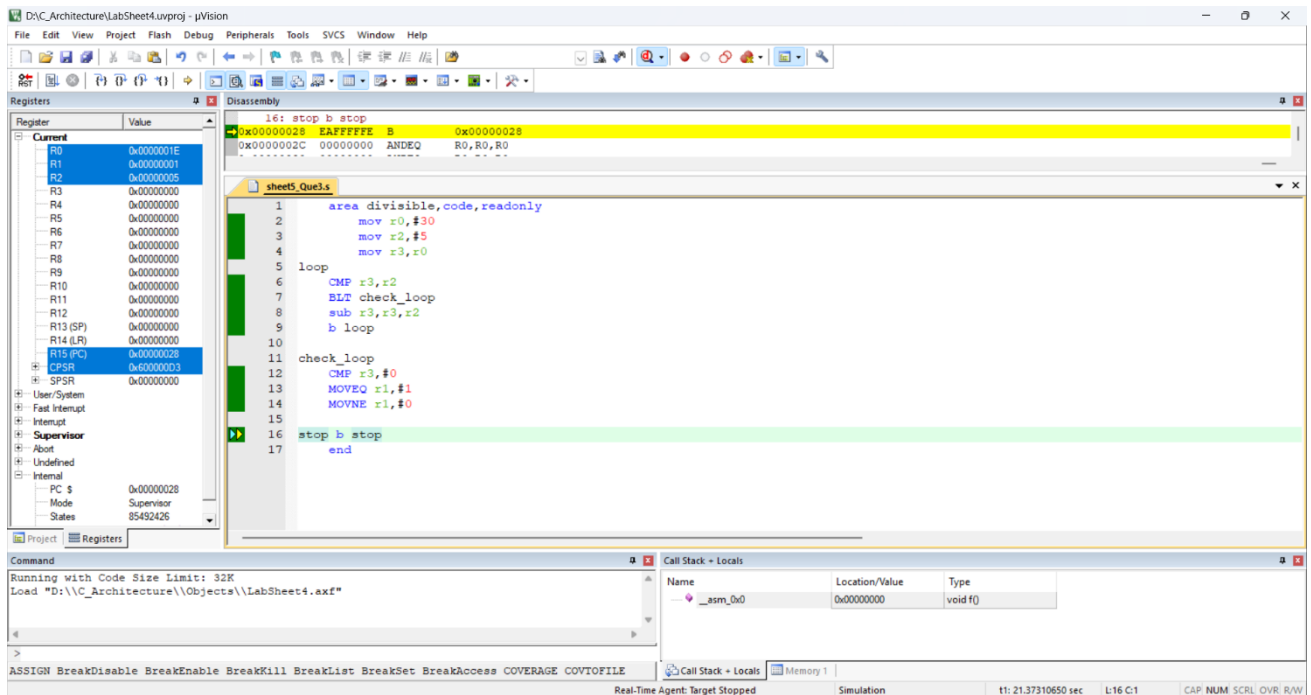 D:\C_Architecture\LabSheet4.uvproj - µVision
File Edit View Project Flash Debug Peripherals Tools SVCS Window Help
Registers
Register Value
Current
R0 0x0000001E
R1 0x00000001
R2 0x00000005
R3 0x00000000
R4 0x00000000
R5 0x00000000
R6 0x00000000
R7 0x00000000
R8 0x00000000
R9 0x00000000
R10 0x00000000
R11 0x00000000
R12 0x00000000
R13 (SP) 0x00000000
R14 (LR) 0x00000000
R15 (PC) 0x00000028
CPSR 0x600000D3
SPSR 0x00000000
User/System
Fast Interrupt
Interrupt
Supervisor
Abort
Undefined
Internal
PC $ 0x00000028
Mode Supervisor
States 85492426
Project Registers
Disassembly
16: stop b stop
0x00000028 EAFFFFFE B 0x00000028
0x0000002C 00000000 ANDEQ R0,R0,R0
sheet5_Que3.s
1 area divisible,code,readonly
2 mov r0,#30
3 mov r2,#5
4 mov r3,r0
5 loop
6 CMP r3,r2
7 BLT check_loop
8 sub r3,r3,r2
9 b loop
10
11 check_loop
12 CMP r3,#0
13 MOVEQ r1,#1
14 MOVNE r1,#0
15
16 stop b stop
17 end
Command
Running with Code Size Limit: 32K
Load "D:\\C_Architecture\\Objects\\LabSheet4.axf"
>
ASSIGN BreakDisable BreakEnable BreakKill BreakList BreakSet BreakAccess COVERAGE COVTOFILE
Call Stack + Locals
Name Location/Value Type
__asm_0x0 0x00000000 void f()
Call Stack + Locals Memory 1
Real-Time Agent: Target Stopped Simulation t1: 21.37310650 sec L:16 C:1 CAP NUM SCRL OVR R/W